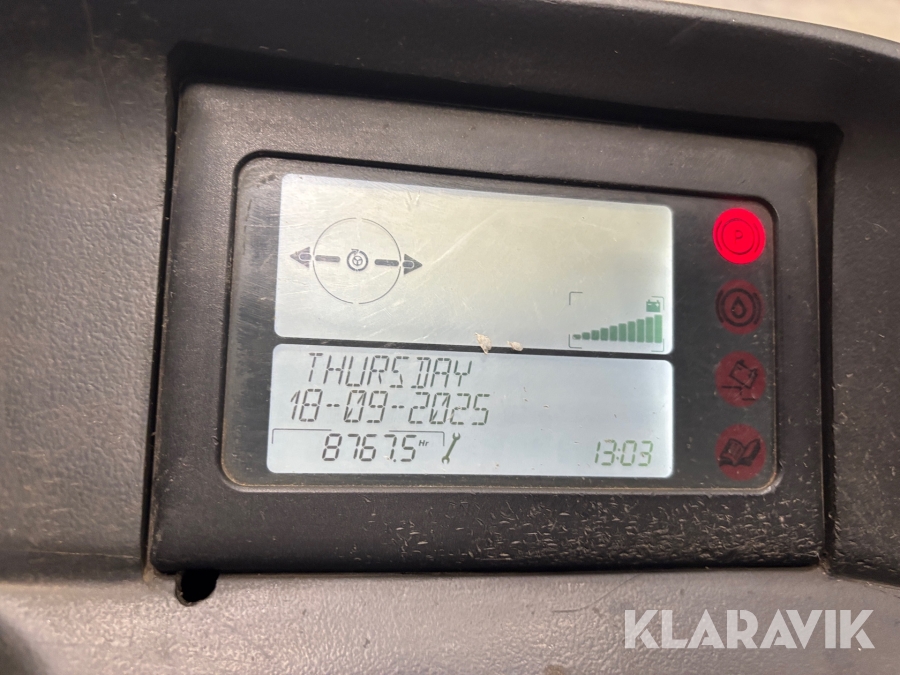 P
THURSDAY
18-09-2025
8767.5 Hr
13:03
KLARAVIK